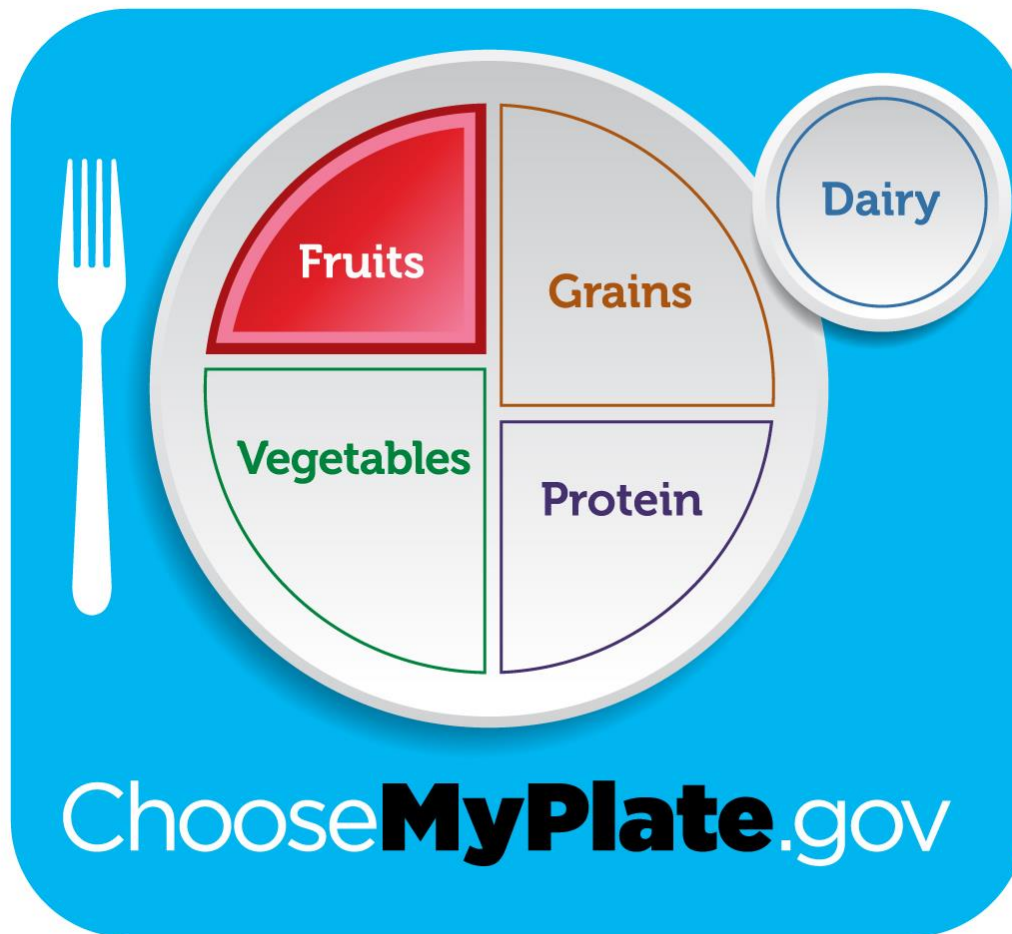 Fruits
Grains
Dairy
Vegetables
Protein
ChooseMyPlate.gov